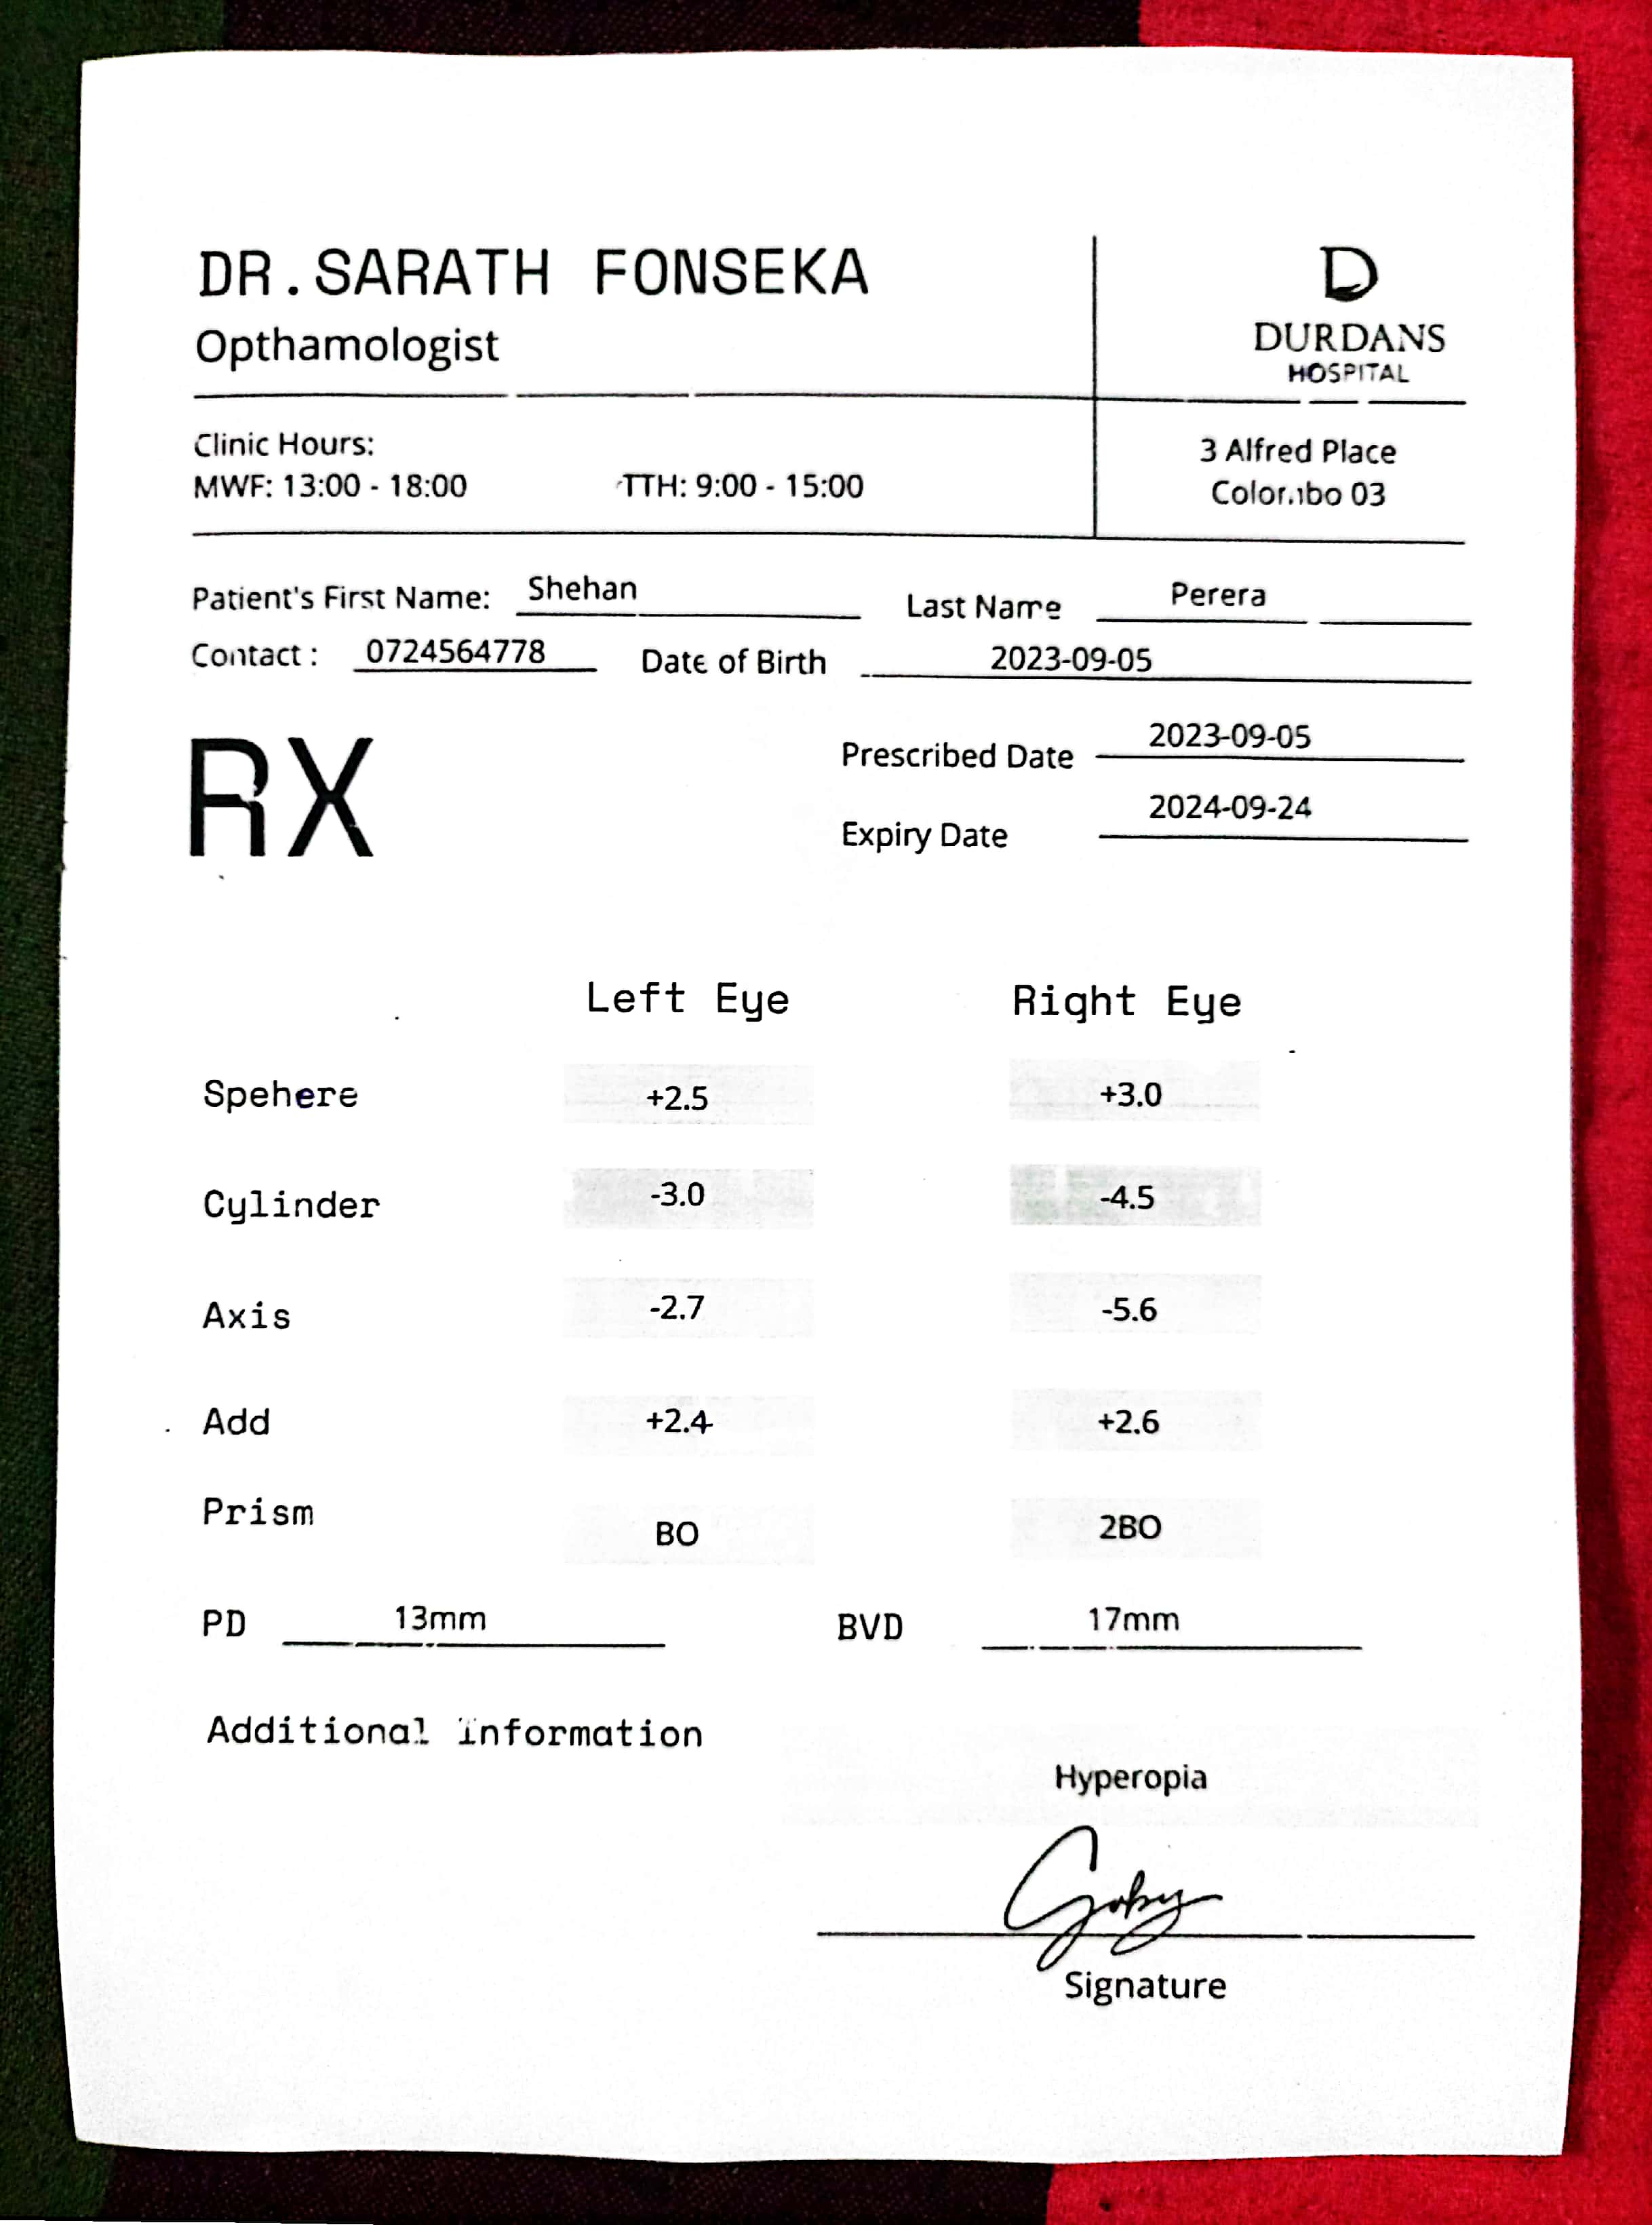 DR.SARATH FONSEKA
Opthamologist
D
DURDANS
HOSPITAL
Clinic Hours:
MWF: 13:00 - 18:00 TTH: 9:00 - 15:00
3 Alfred Place
Colombo 03
Patient's First Name: Shehan Last Name Perera
Contact : 0724564778 Date of Birth 2023-09-05
RX
Prescribed Date 2023-09-05
Expiry Date 2024-09-24
Left Eye Right Eye
Spehere +2.5 +3.0
Cylinder -3.0 -4.5
Axis -2.7 -5.6
Add +2.4 +2.6
Prism BO 2BO
PD 13mm BVD 17mm
Additional information
Hyperopia
Signature